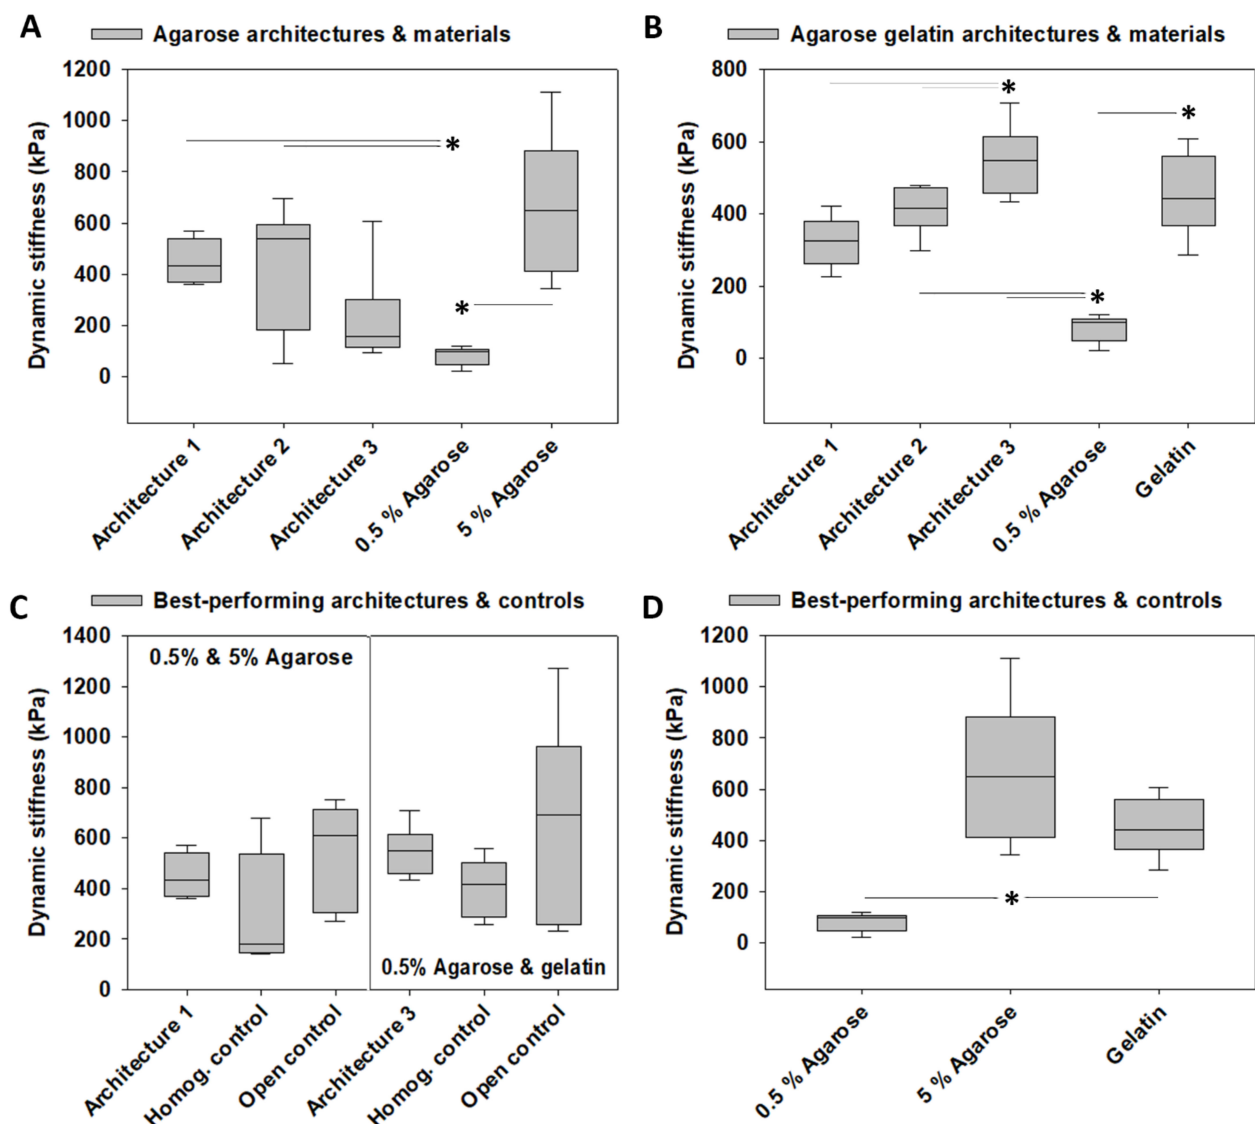 A
Agarose architectures & materials
Dynamic stiffness (kPa)
1200
1000
800
600
400
200
0
*
*
Architecture 1
Architecture 2
Architecture 3
0.5 % Agarose
5 % Agarose
B
Agarose gelatin architectures & materials
Dynamic stiffness (kPa)
800
600
400
200
0
*
*
*
Architecture 1
Architecture 2
Architecture 3
0.5 % Agarose
Gelatin
C
Best-performing architectures & controls
Dynamic stiffness (kPa)
1400
1200
1000
800
600
400
200
0
0.5% & 5% Agarose
0.5% Agarose & gelatin
Architecture 1
Homog. control
Open control
Architecture 3
Homog. control
Open control
D
Best-performing architectures & controls
Dynamic stiffness (kPa)
1200
1000
800
600
400
200
0
*
0.5 % Agarose
5 % Agarose
Gelatin